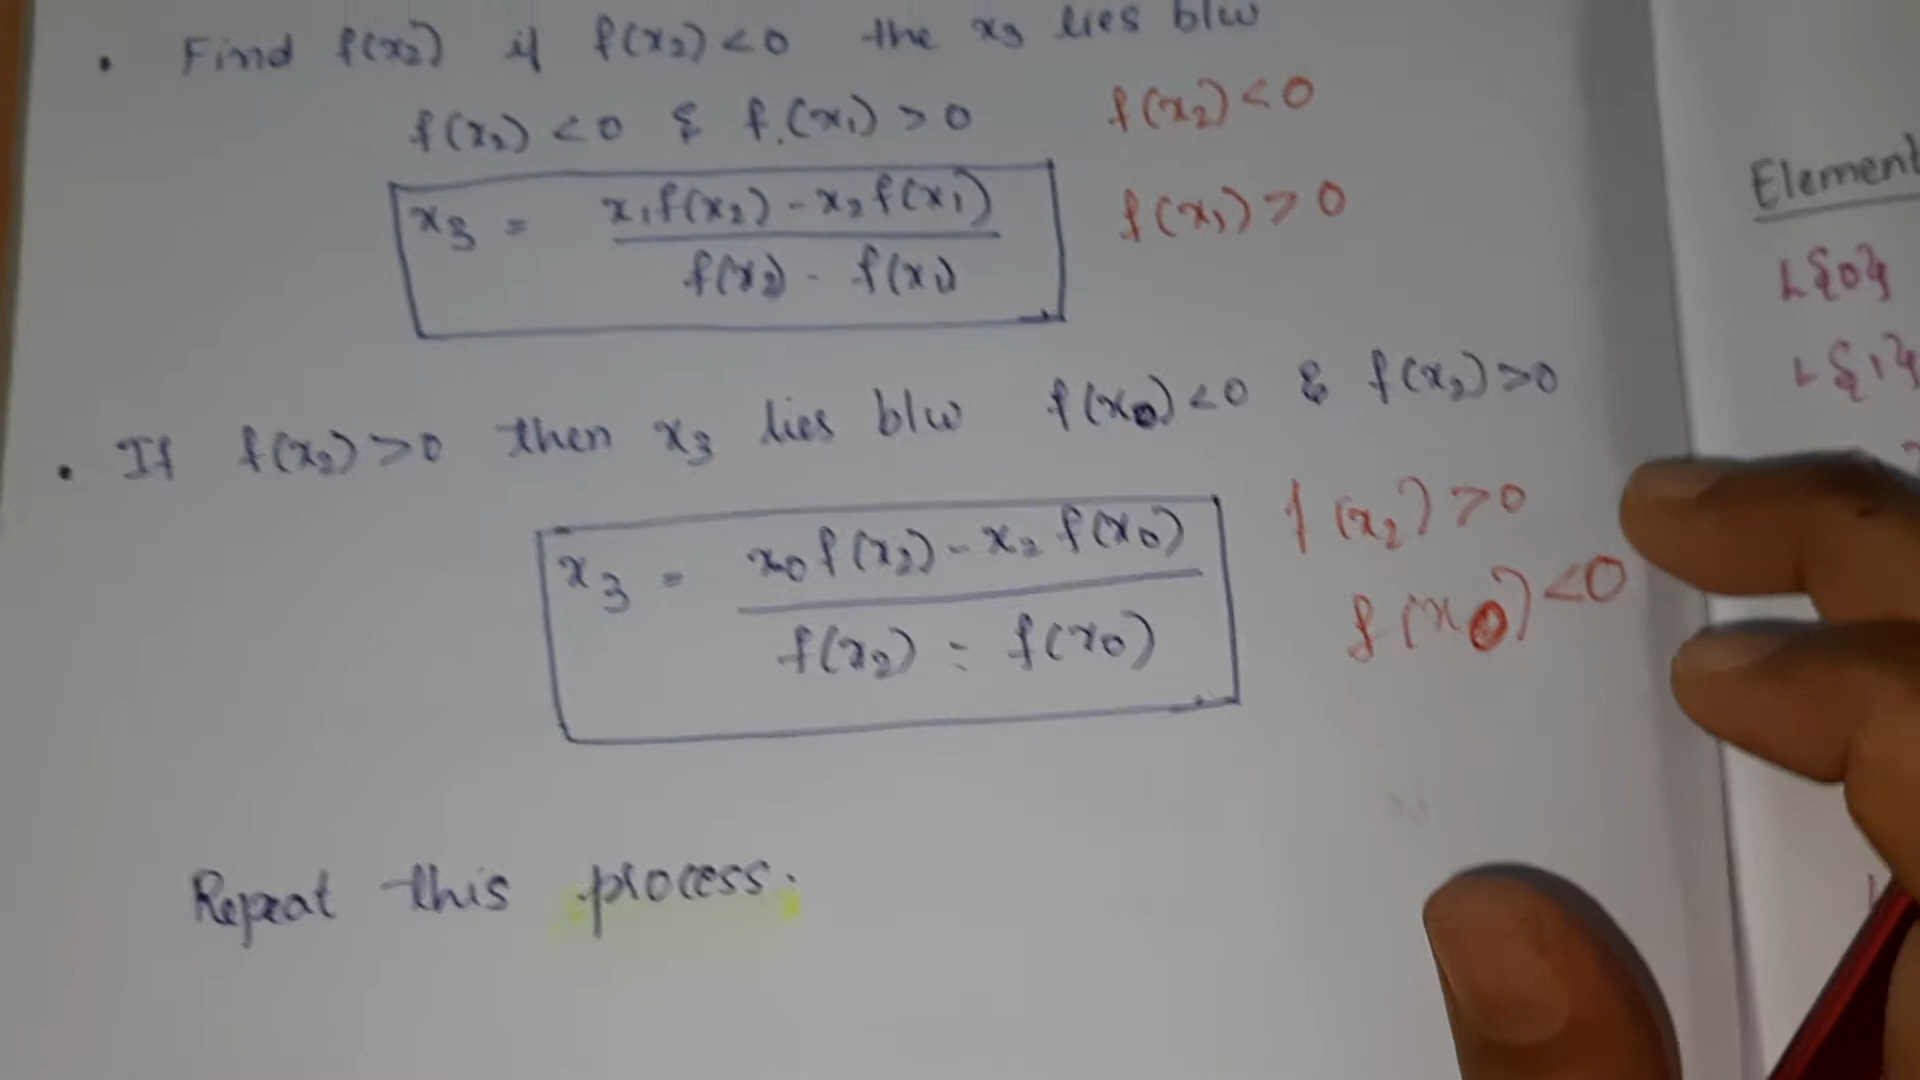 • Find f(x₂) if f(x₂) < 0 the x₃ lies b/w
f(x₂) < 0 & f.(x₁) > 0
f(x₂) < 0
x₃ = x₁f(x₂) - x₂f(x₁)
f(x₂) - f(x₁)
f(x₁) > 0
• If f(x₂) > 0 then x₃ lies b/w f(x₀) < 0 & f(x₂) > 0
x₃ = x₀f(x₂) - x₂f(x₀)
f(x₂) - f(x₀)
f(x₂) > 0
f(x₀) < 0
Repeat this process.
Element
L{0}
L{1}